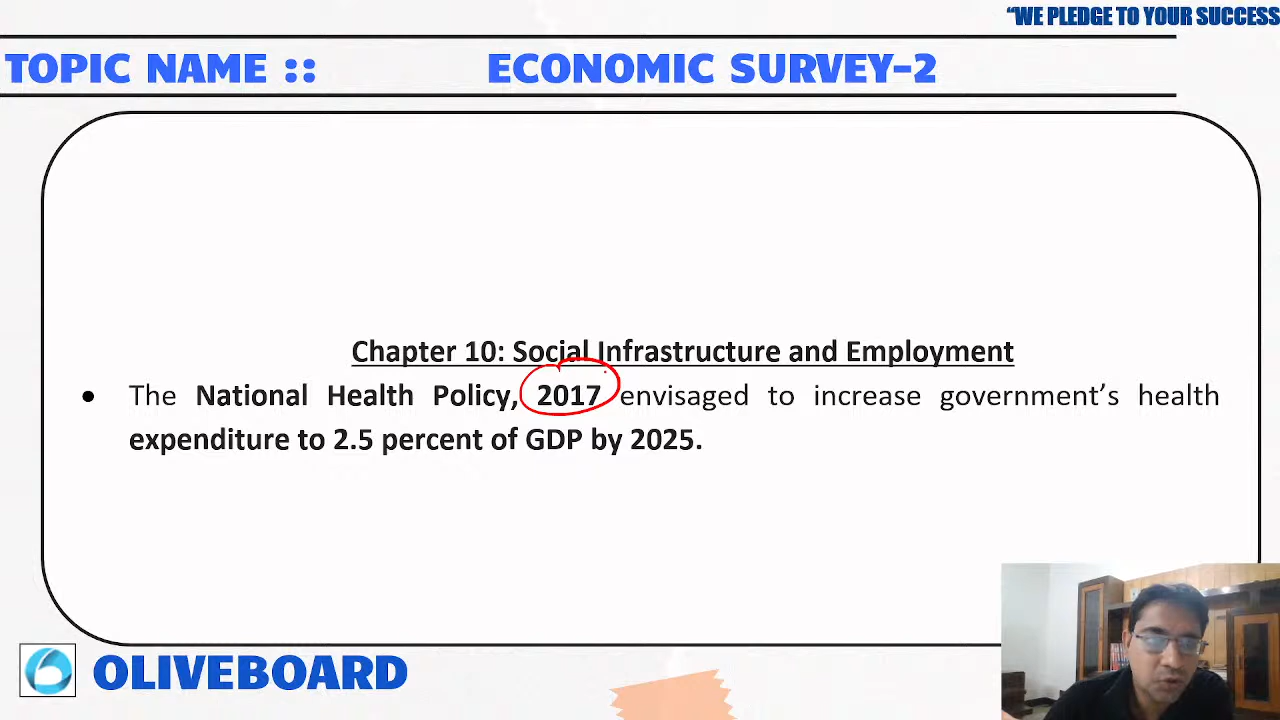 “WE PLEDGE TO YOUR SUCCESS
TOPIC NAME :: ECONOMIC SURVEY-2
Chapter 10: Social Infrastructure and Employment
• The National Health Policy, 2017 envisaged to increase government’s health
expenditure to 2.5 percent of GDP by 2025.
OLIVEBOARD